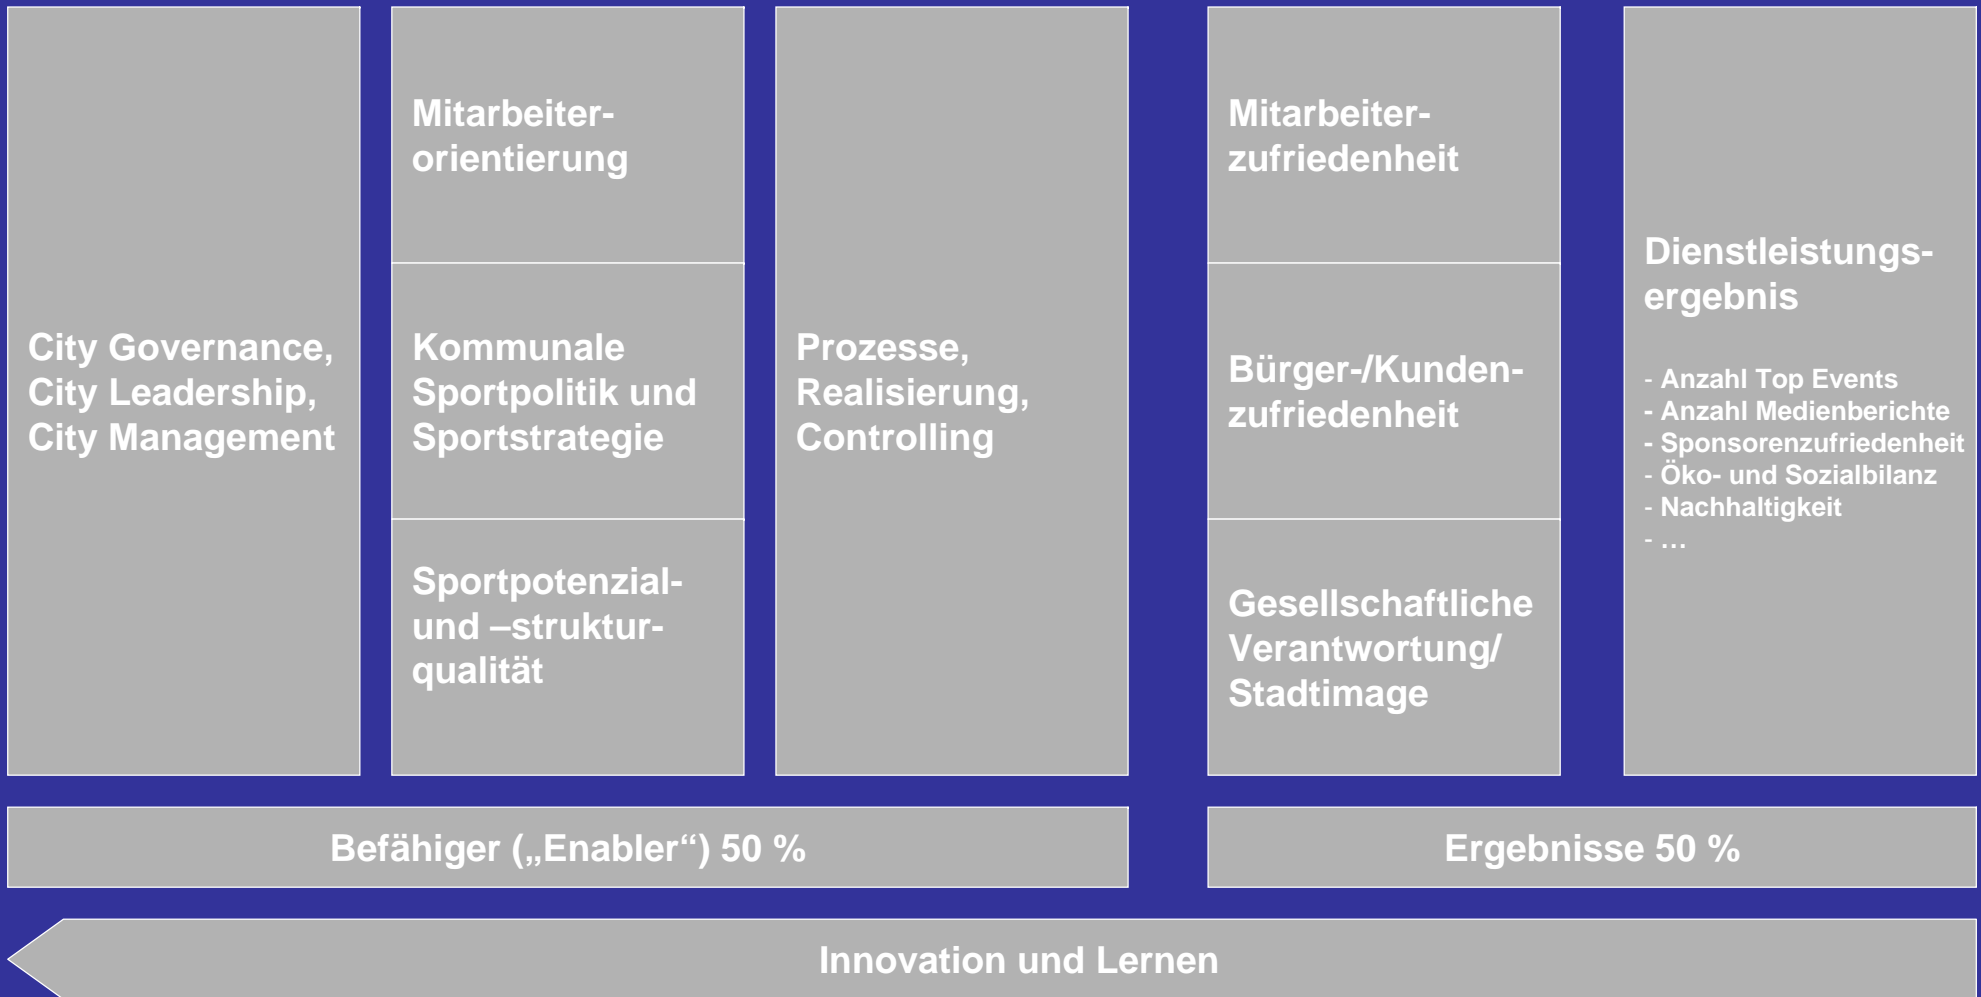 City Governance,
City Leadership,
City Management
Mitarbeiter-
orientierung
Kommunale
Sportpolitik und
Sportstrategie
Sportpotenzial-
und –struktur-
qualität
Prozesse,
Realisierung,
Controlling
Mitarbeiter-
zufriedenheit
Bürger-/Kunden-
zufriedenheit
Gesellschaftliche
Verantwortung/
Stadtimage
Dienstleistungs-
ergebnis
- Anzahl Top Events
- Anzahl Medienberichte
- Sponsorenzufriedenheit
- Öko- und Sozialbilanz
- Nachhaltigkeit
- …
Befähiger („Enabler“) 50 %
Ergebnisse 50 %
Innovation und Lernen